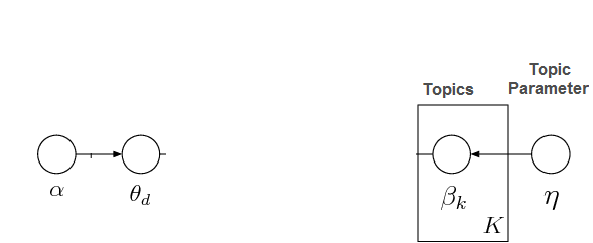 Topic
Topics Parameter
α θ_d β_k η
K